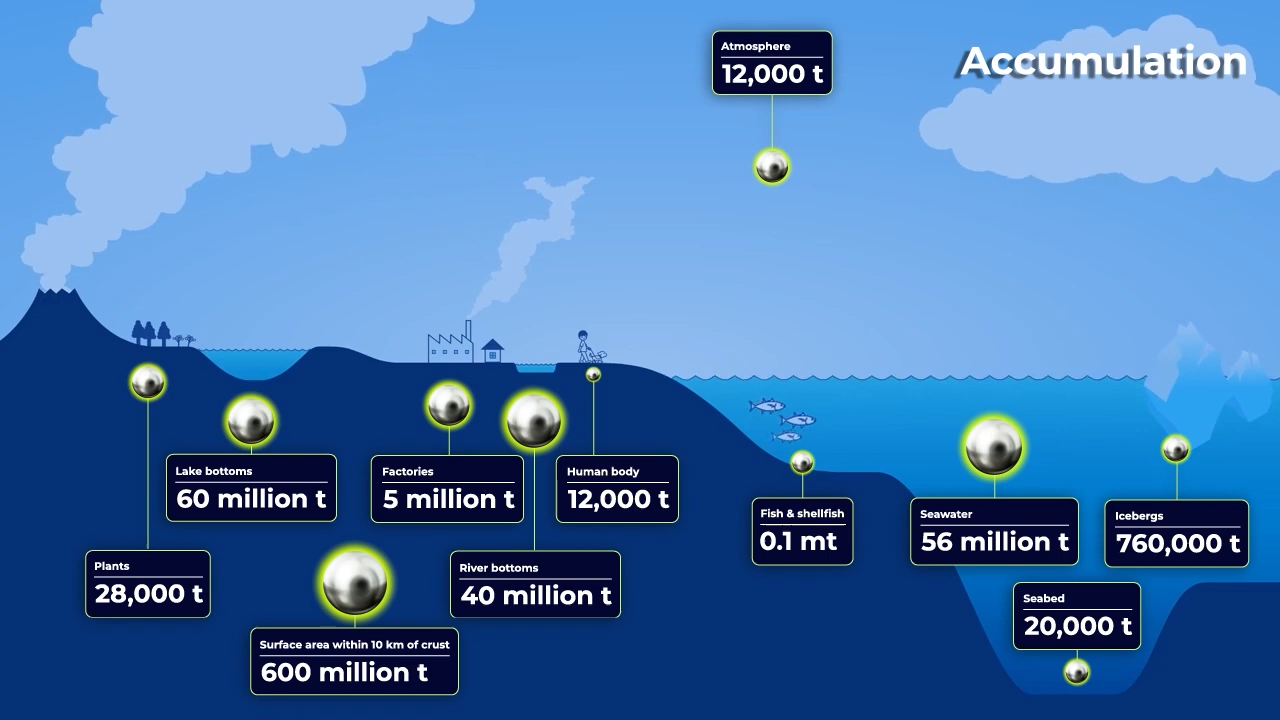 Accumulation
Atmosphere
12,000 t
Lake bottoms
60 million t
Factories
5 million t
Human body
12,000 t
Fish & shellfish
0.1 mt
Seawater
56 million t
Icebergs
760,000 t
Plants
28,000 t
River bottoms
40 million t
Seabed
20,000 t
Surface area within 10 km of crust
600 million t